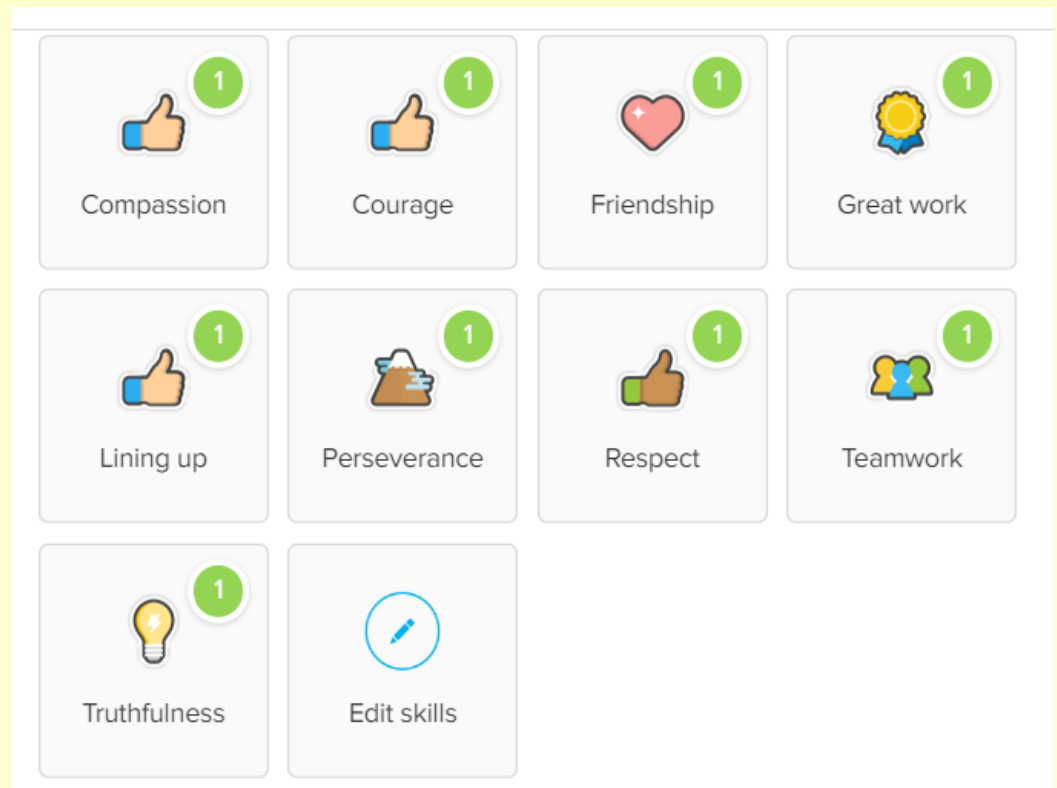 1
1
1
1
Compassion
Courage
Friendship
Great work
1
1
1
1
Lining up
Perseverance
Respect
Teamwork
1
Truthfulness
Edit skills